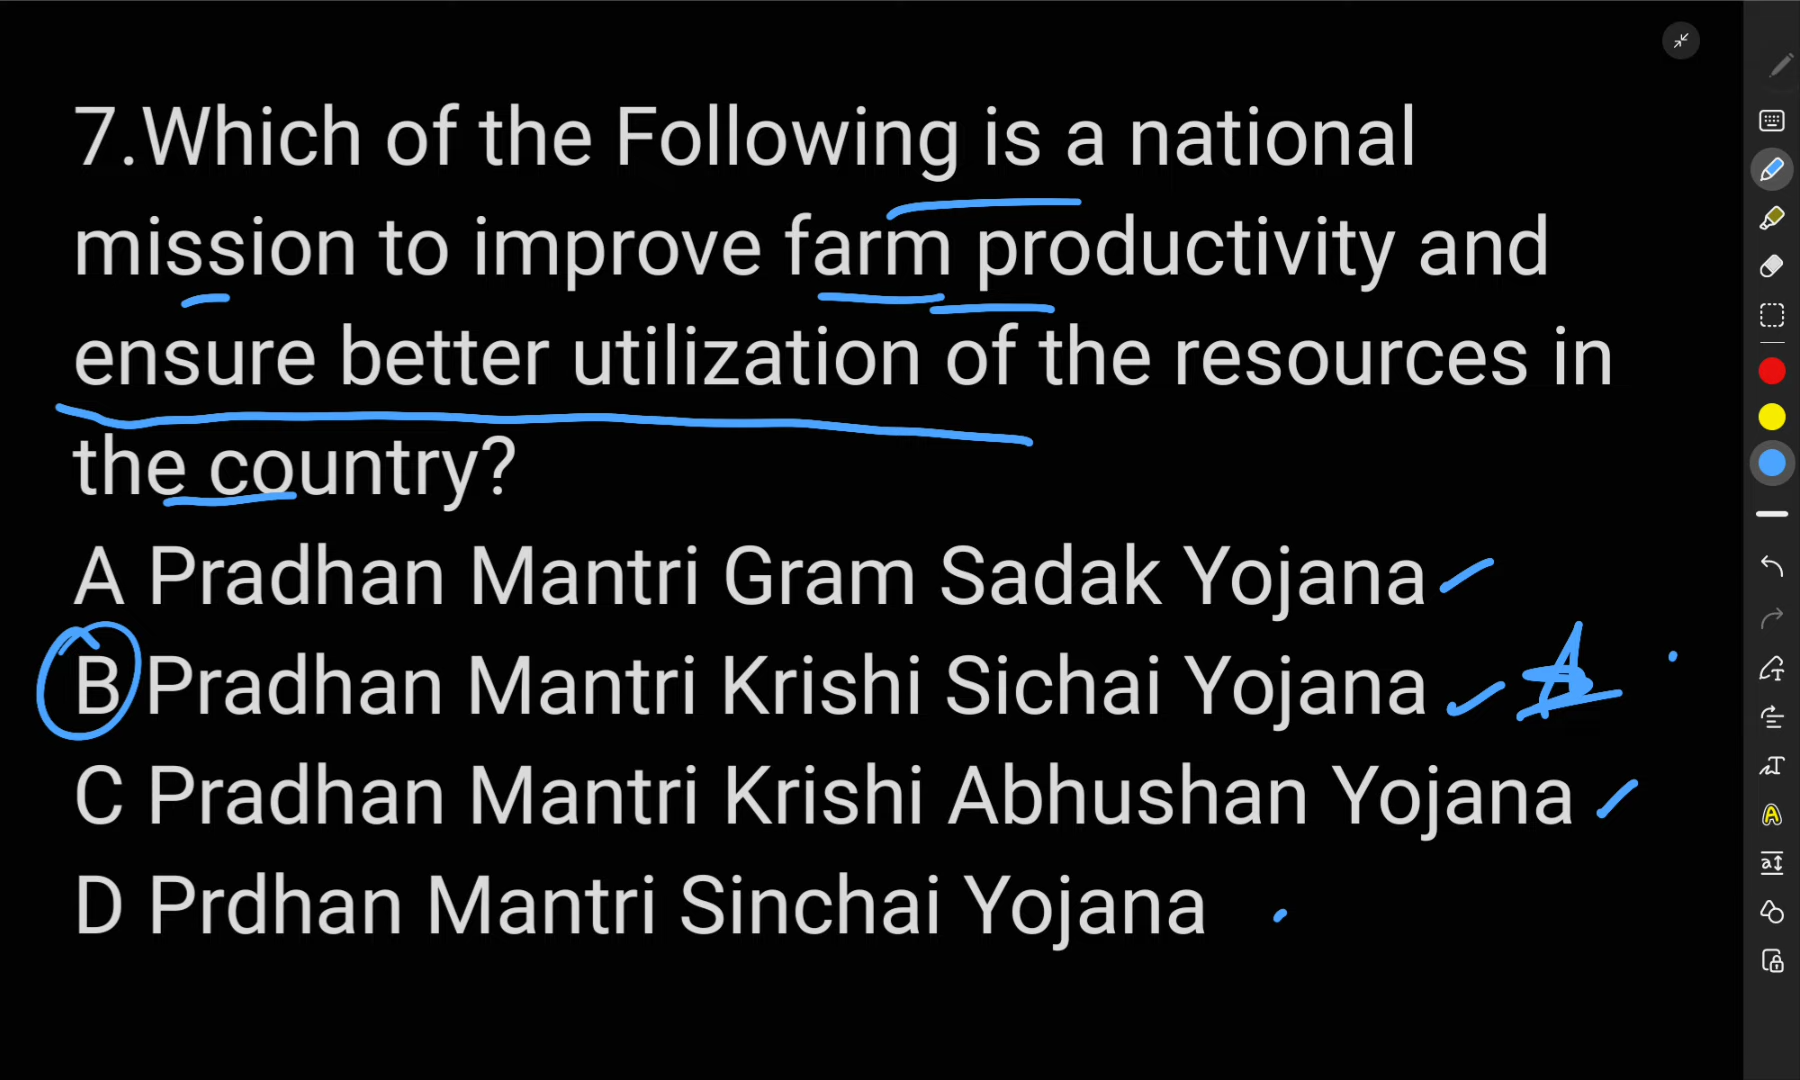 7.Which of the Following is a national
mission to improve farm productivity and
ensure better utilization of the resources in
the country?
A Pradhan Mantri Gram Sadak Yojana
B Pradhan Mantri Krishi Sichai Yojana
C Pradhan Mantri Krishi Abhushan Yojana
D Prdhan Mantri Sinchai Yojana